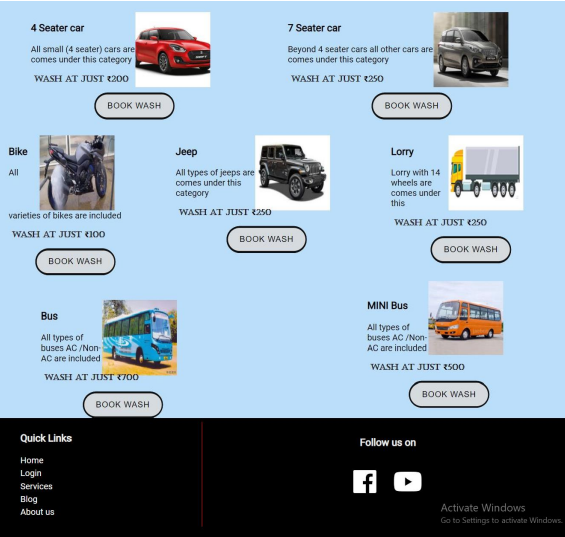 4 Seater car
All small (4 seater) cars are
comes under this category
WASH AT JUST ₹200
BOOK WASH
7 Seater car
Beyond 4 seater cars all other cars are
comes under this category
WASH AT JUST ₹250
BOOK WASH
Bike
All
varieties of bikes are included
WASH AT JUST ₹100
BOOK WASH
Jeep
All types of jeeps are
comes under this
category
WASH AT JUST ₹250
BOOK WASH
Lorry
Lorry with 14
wheels are
comes under
this
WASH AT JUST ₹250
BOOK WASH
Bus
All types of
buses AC /Non-
AC are included
WASH AT JUST ₹700
BOOK WASH
MINI Bus
All types of
buses AC /Non-
AC are included
WASH AT JUST ₹500
BOOK WASH
Quick Links
Home
Login
Services
Blog
About us
Follow us on
Activate Windows
Go to Settings to activate Windows.